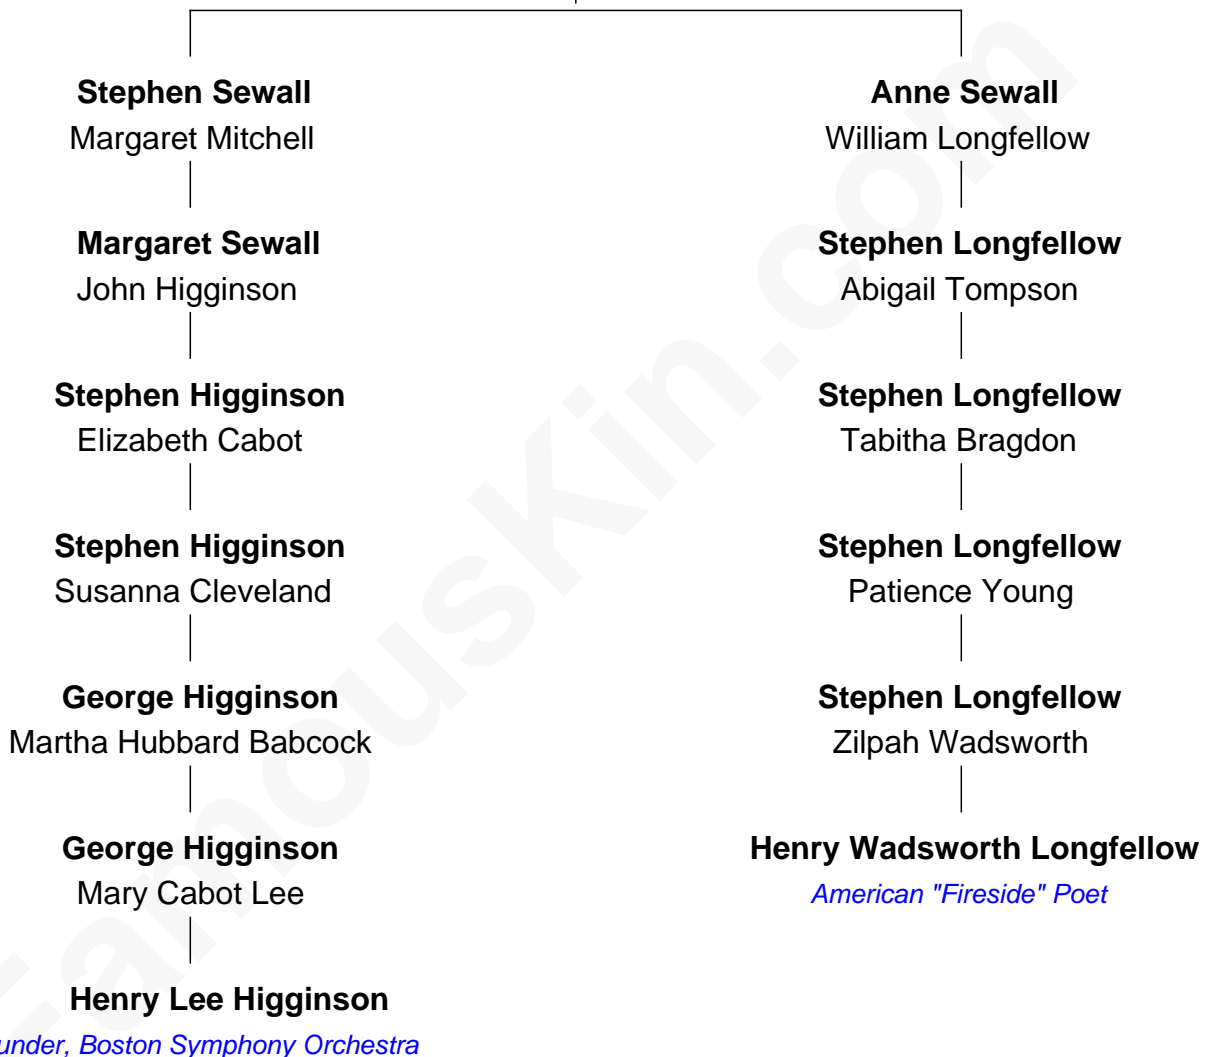 Stephen Sewall
Margaret Mitchell
Margaret Sewall
John Higginson
Stephen Higginson
Elizabeth Cabot
Stephen Higginson
Susanna Cleveland
George Higginson
Martha Hubbard Babcock
George Higginson
Mary Cabot Lee
Henry Lee Higginson
under, Boston Symphony Orchestra
Anne Sewall
William Longfellow
Stephen Longfellow
Abigail Tompson
Stephen Longfellow
Tabitha Bragdon
Stephen Longfellow
Patience Young
Stephen Longfellow
Zilpah Wadsworth
Henry Wadsworth Longfellow
American "Fireside" Poet
FamousKin.com